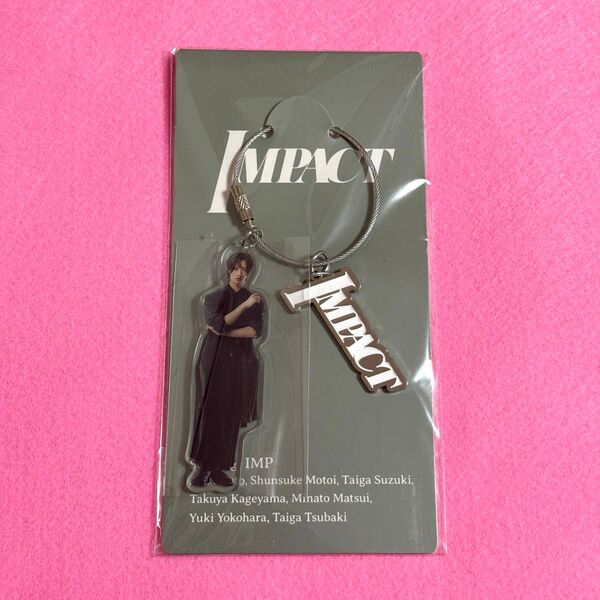 IMPACT
IMPACT
IMP
Shunsuke Motoi, Taiga Suzuki,
Takuya Kageyama, Minato Matsui,
Yuki Yokohara, Taiga Tsubaki